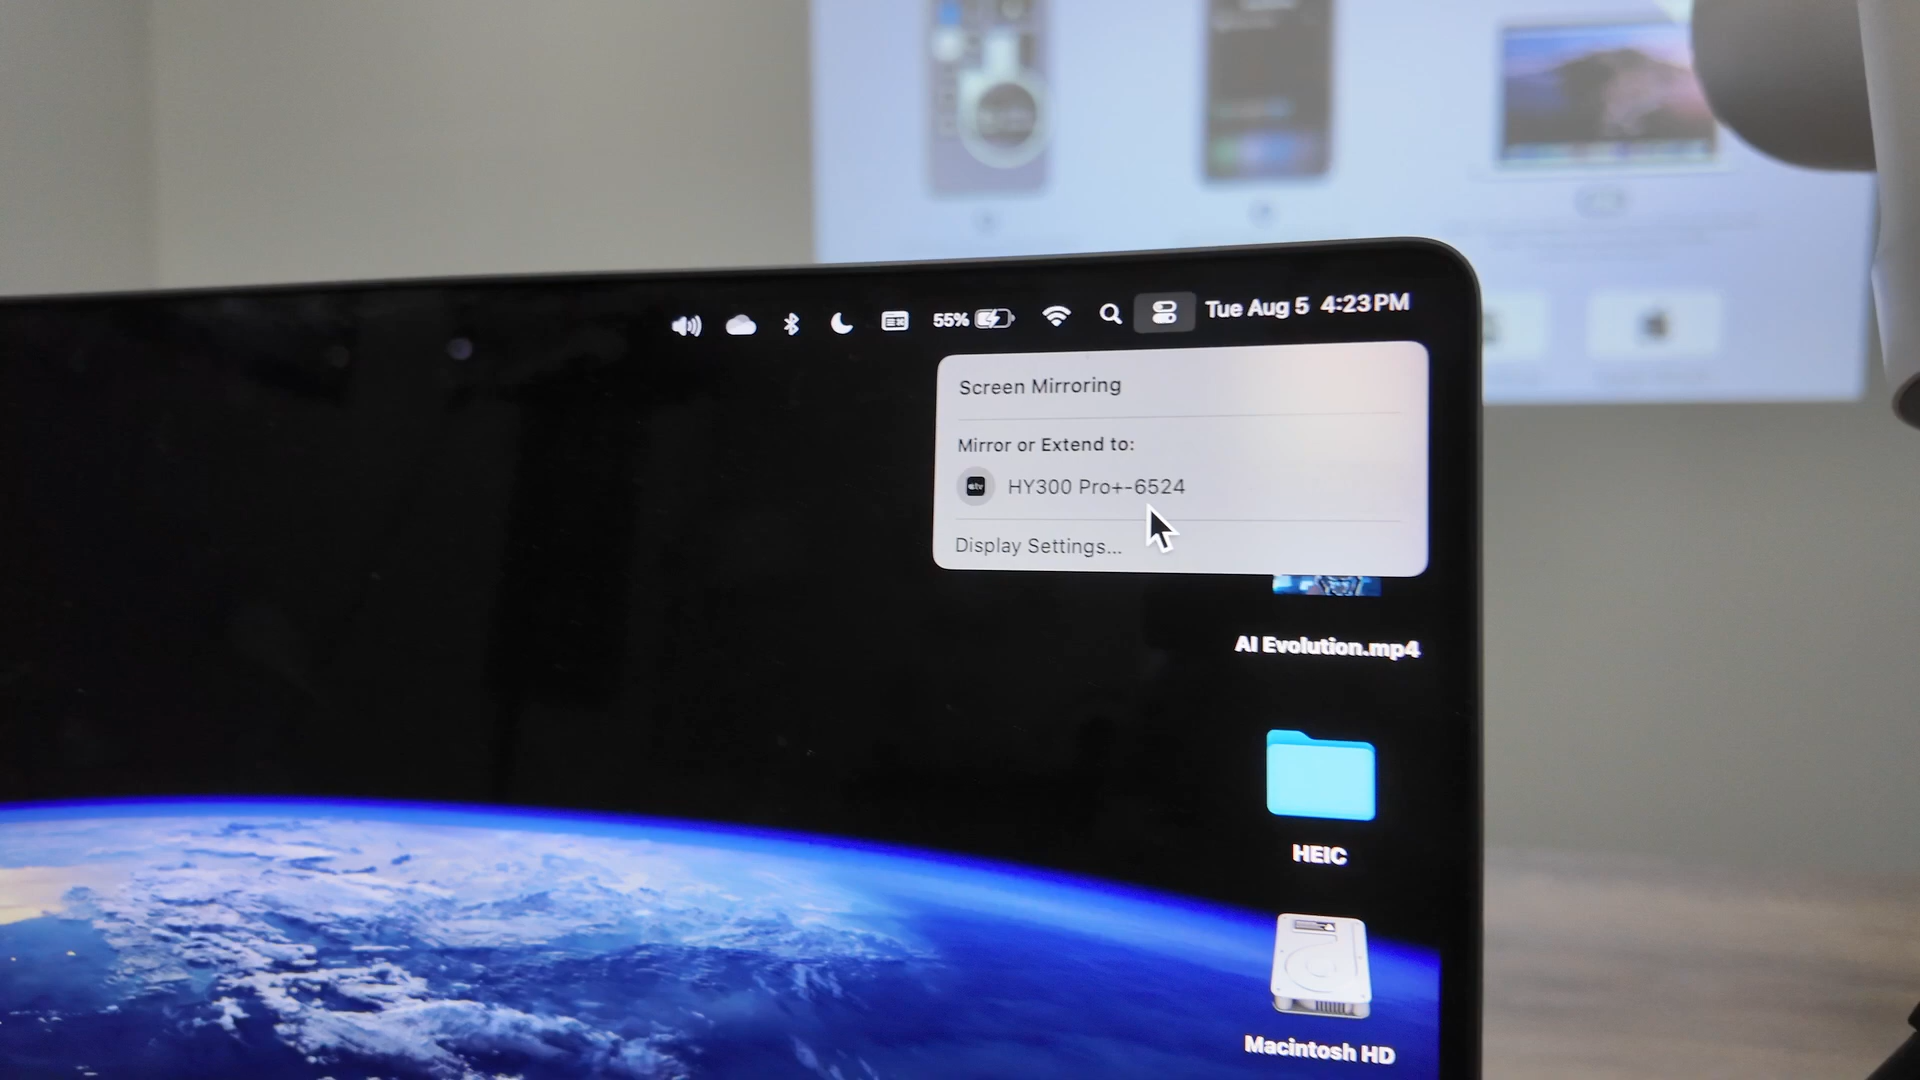 55% Tue Aug 5 4:23 PM
Screen Mirroring
Mirror or Extend to:
tv HY300 Pro+-6524
Display Settings...
AI Evolution.mp4
HEIC
Macintosh HD